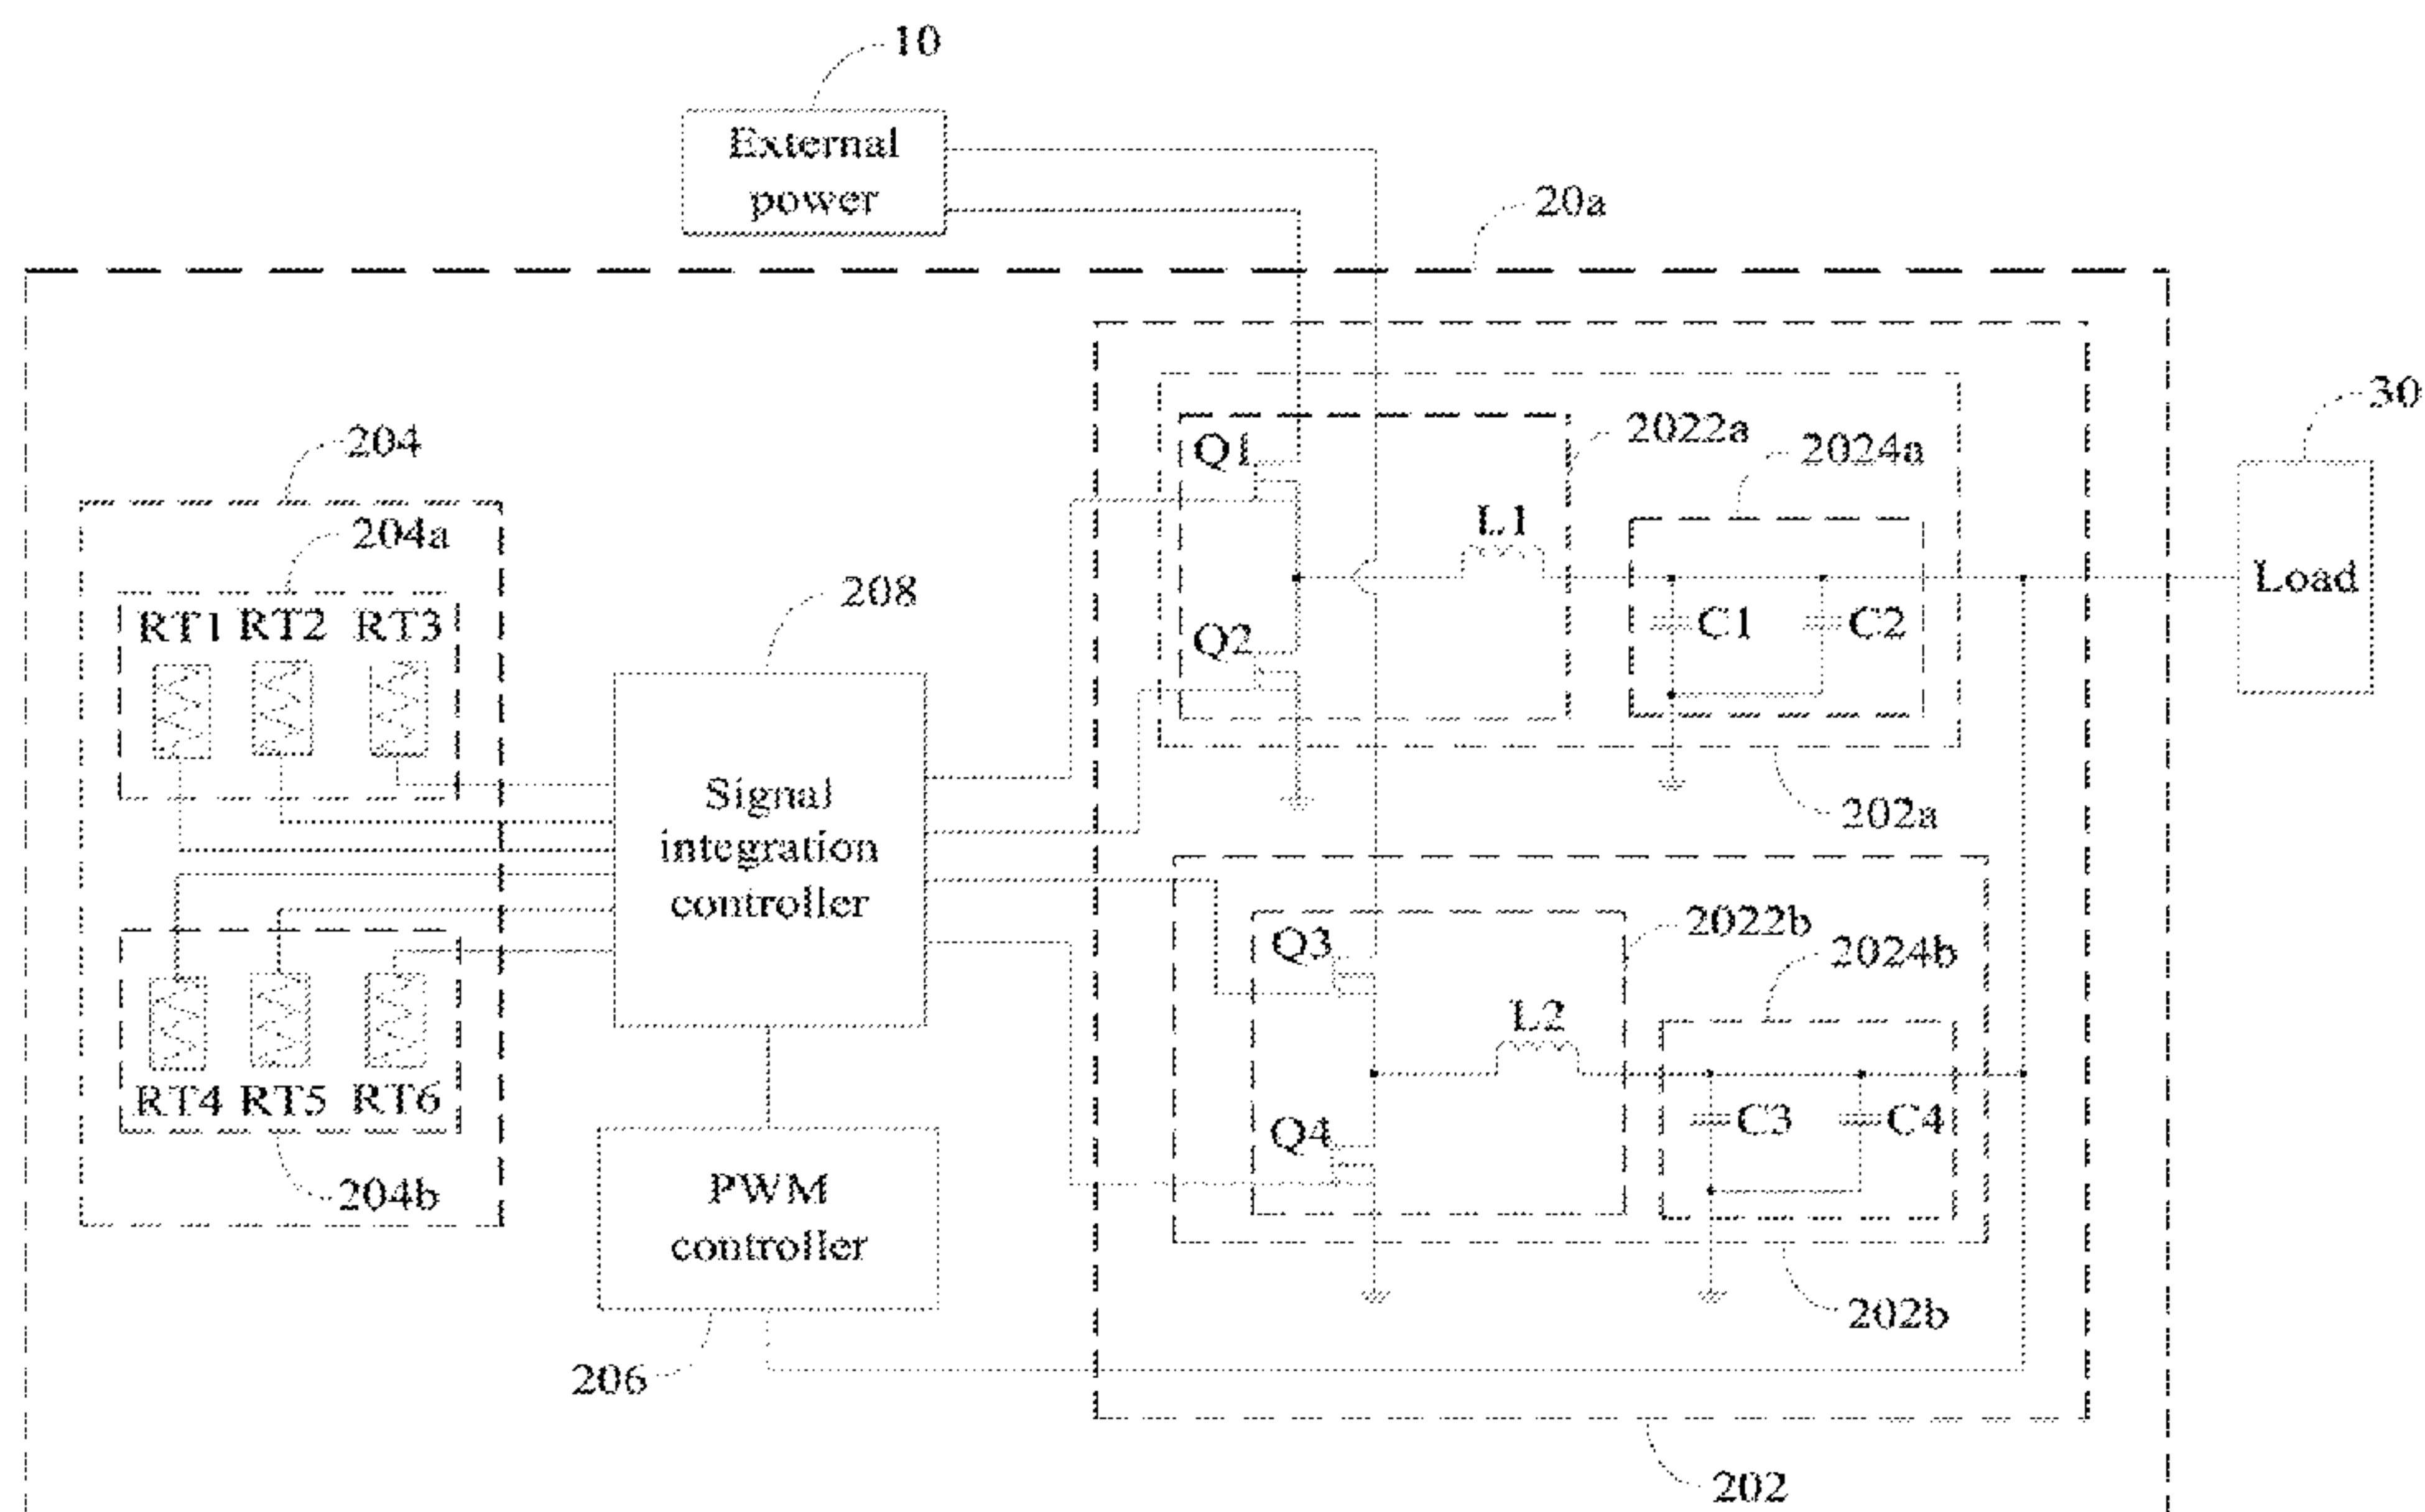 10
External
power
20a
30
2022a
2024a
Q1
204
204a
L1
Load
208
RT1 RT2 RT3
C1
C2
Q2
Signal
integration
controller
202a
2022b
2024b
Q3
L2
RT4 RT5 RT6
C3
C4
Q4
204b
PWM
controller
202b
206
202